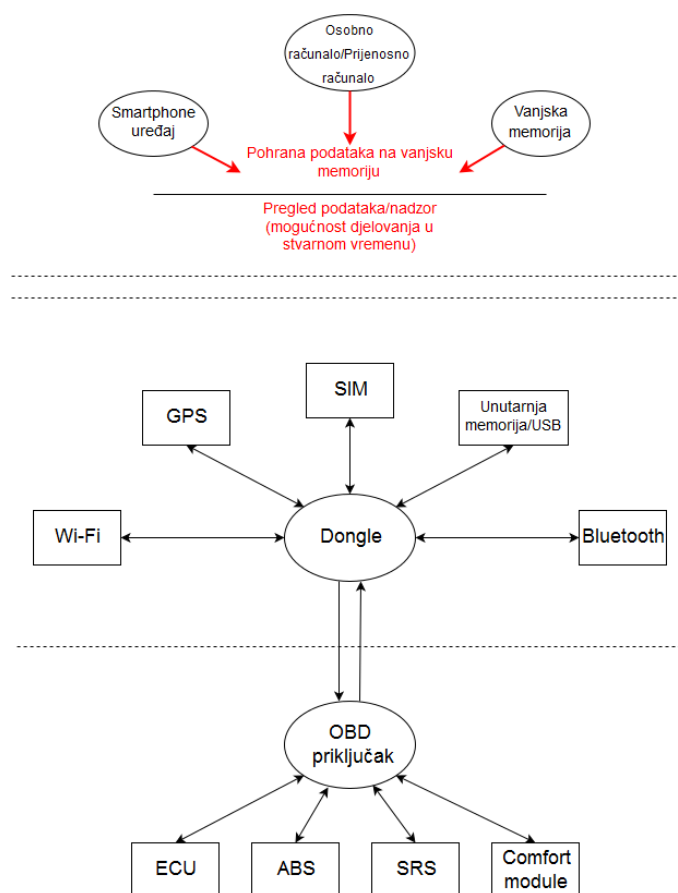 Osobno
računalo/Prijenosno
računalo
Smartphone
uređaj
Vanjska
memorija
Pohrana podataka na vanjsku
memoriju
Pregled podataka/nadzor
(mogućnost djelovanja u
stvarnom vremenu)
SIM
GPS
Unutarnja
memorija/USB
Wi-Fi
Dongle
Bluetooth
OBD
priključak
ECU
ABS
SRS
Comfort
module